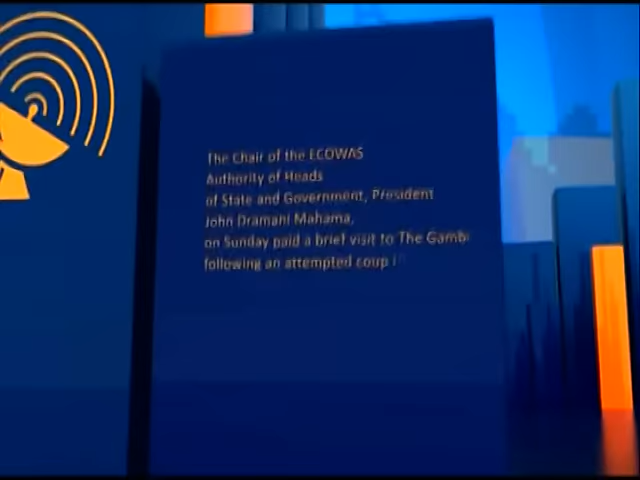 The Chair of the ECOWAS
Authority of Heads
of State and Government, President
John Dramani Mahama,
on Sunday paid a brief visit to The Gambi
following an attempted coup i